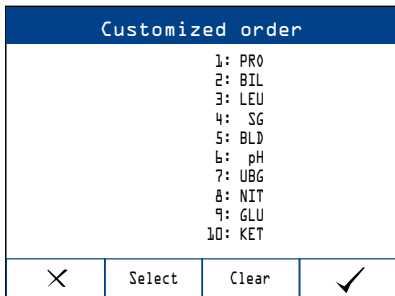 Customized order
1: PRO
2: BIL
3: LEU
4: SG
5: BLD
6: pH
7: UBG
8: NIT
9: GLU
10: KET
Select Clear